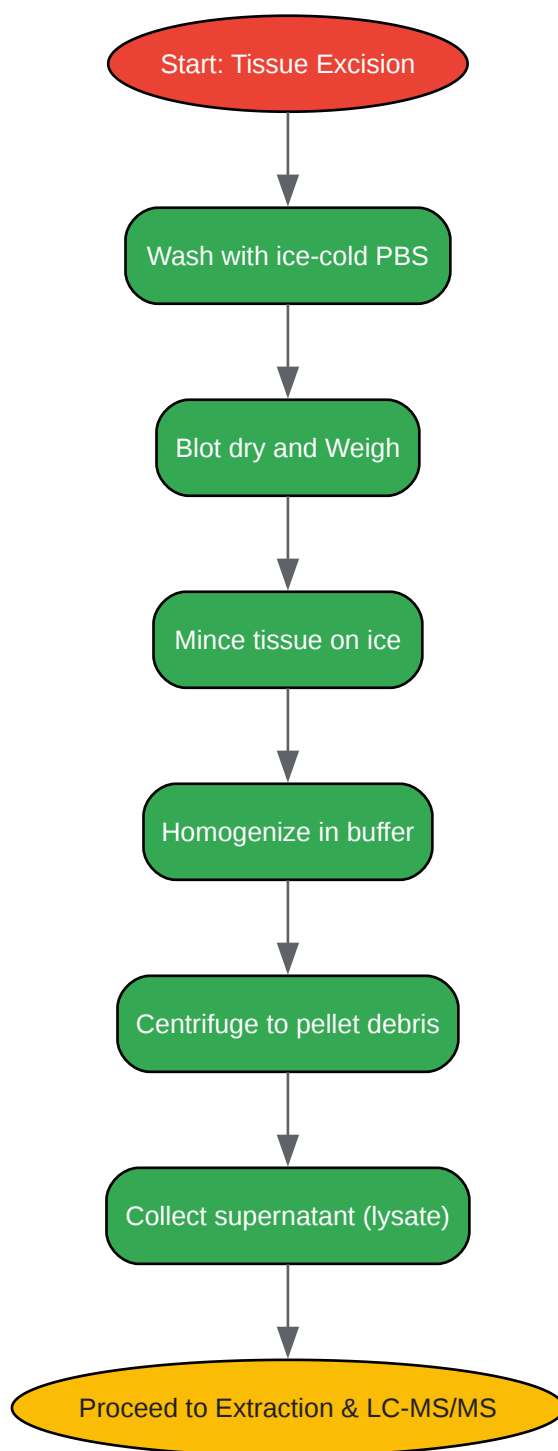 Start: Tissue Excision
Wash with ice-cold PBS
Blot dry and Weigh
Mince tissue on ice
Homogenize in buffer
Centrifuge to pellet debris
Collect supernatant (lysate)
Proceed to Extraction & LC-MS/MS